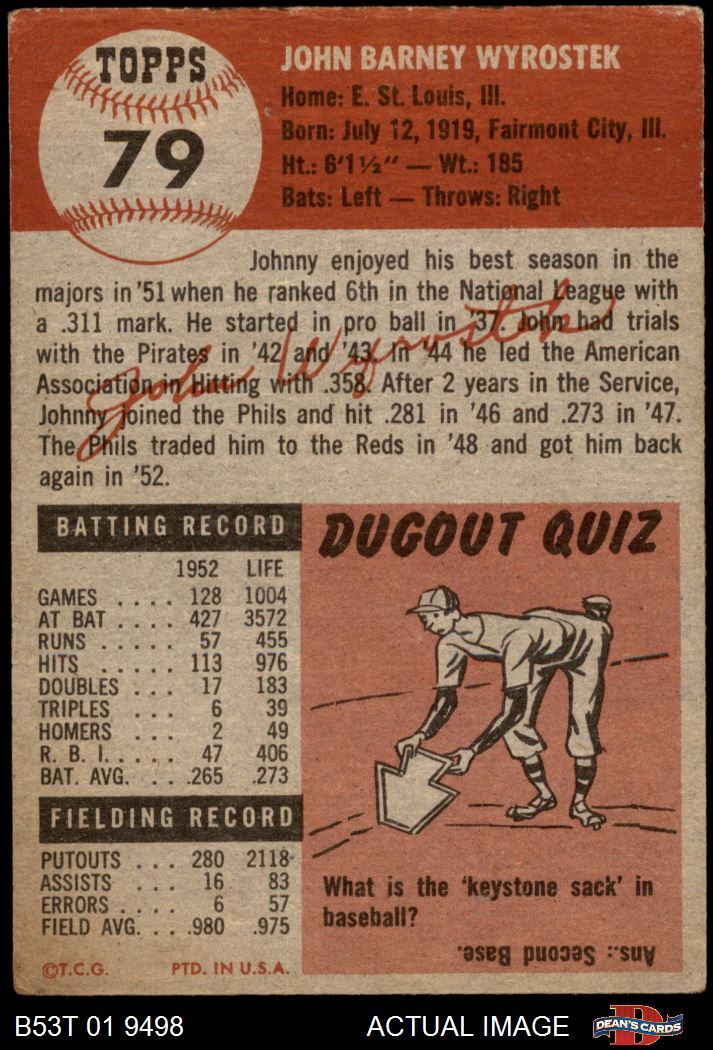 TOPPS
79
JOHN BARNEY WYROSTEK
Home: E. St. Louis, Ill.
Born: July 12, 1919, Fairmont City, Ill.
Ht.: 6'1½" — Wt.: 185
Bats: Left — Throws: Right
Johnny enjoyed his best season in the
majors in '51 when he ranked 6th in the National League with
a .311 mark. He started in pro ball in '37. John had trials
with the Pirates in '42 and '43. In '44 he led the American
Association in Hitting with .358. After 2 years in the Service,
Johnny joined the Phils and hit .281 in '46 and .273 in '47.
The Phils traded him to the Reds in '48 and got him back
again in '52.
John Wyrostek
BATTING RECORD
1952 LIFE
GAMES .... 128 1004
AT BAT .... 427 3572
RUNS ..... 57 455
HITS ..... 113 976
DOUBLES ... 17 183
TRIPLES ... 6 39
HOMERS ... 2 49
R. B. I. .... 47 406
BAT. AVG. ... .265 .273
FIELDING RECORD
PUTOUTS ... 280 2118
ASSISTS ... 16 83
ERRORS .... 6 57
FIELD AVG. ... .980 .975
©T.C.G. PTD. IN U.S.A.
DUGOUT QUIZ
What is the 'keystone sack' in
baseball?
Ans.: Second Base.
B53T 01 9498
ACTUAL IMAGE
D
DEAN'S CARDS